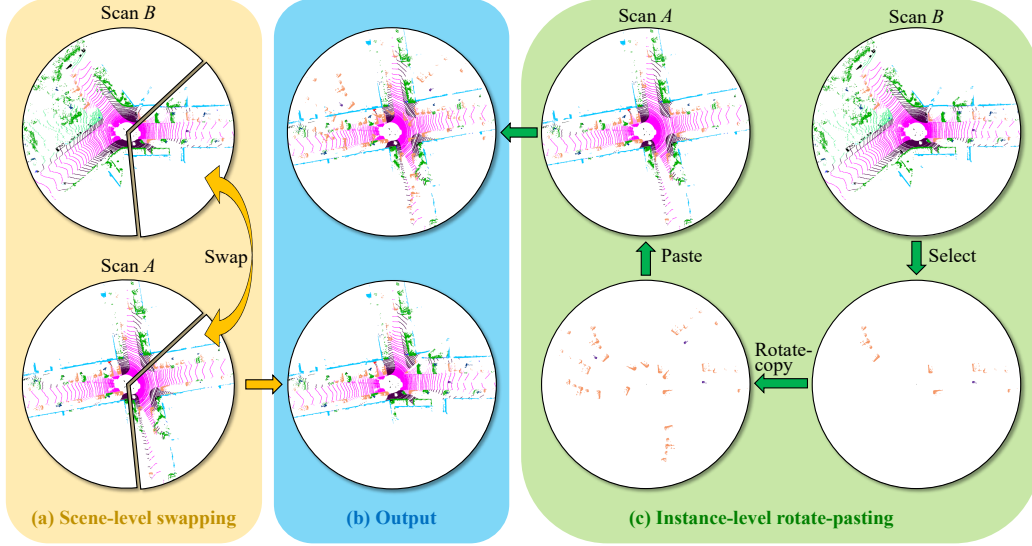 Scan B
Scan A
Swap
(a) Scene-level swapping
(b) Output
Scan A
Scan B
Paste
Select
Rotate-
copy
(c) Instance-level rotate-pasting